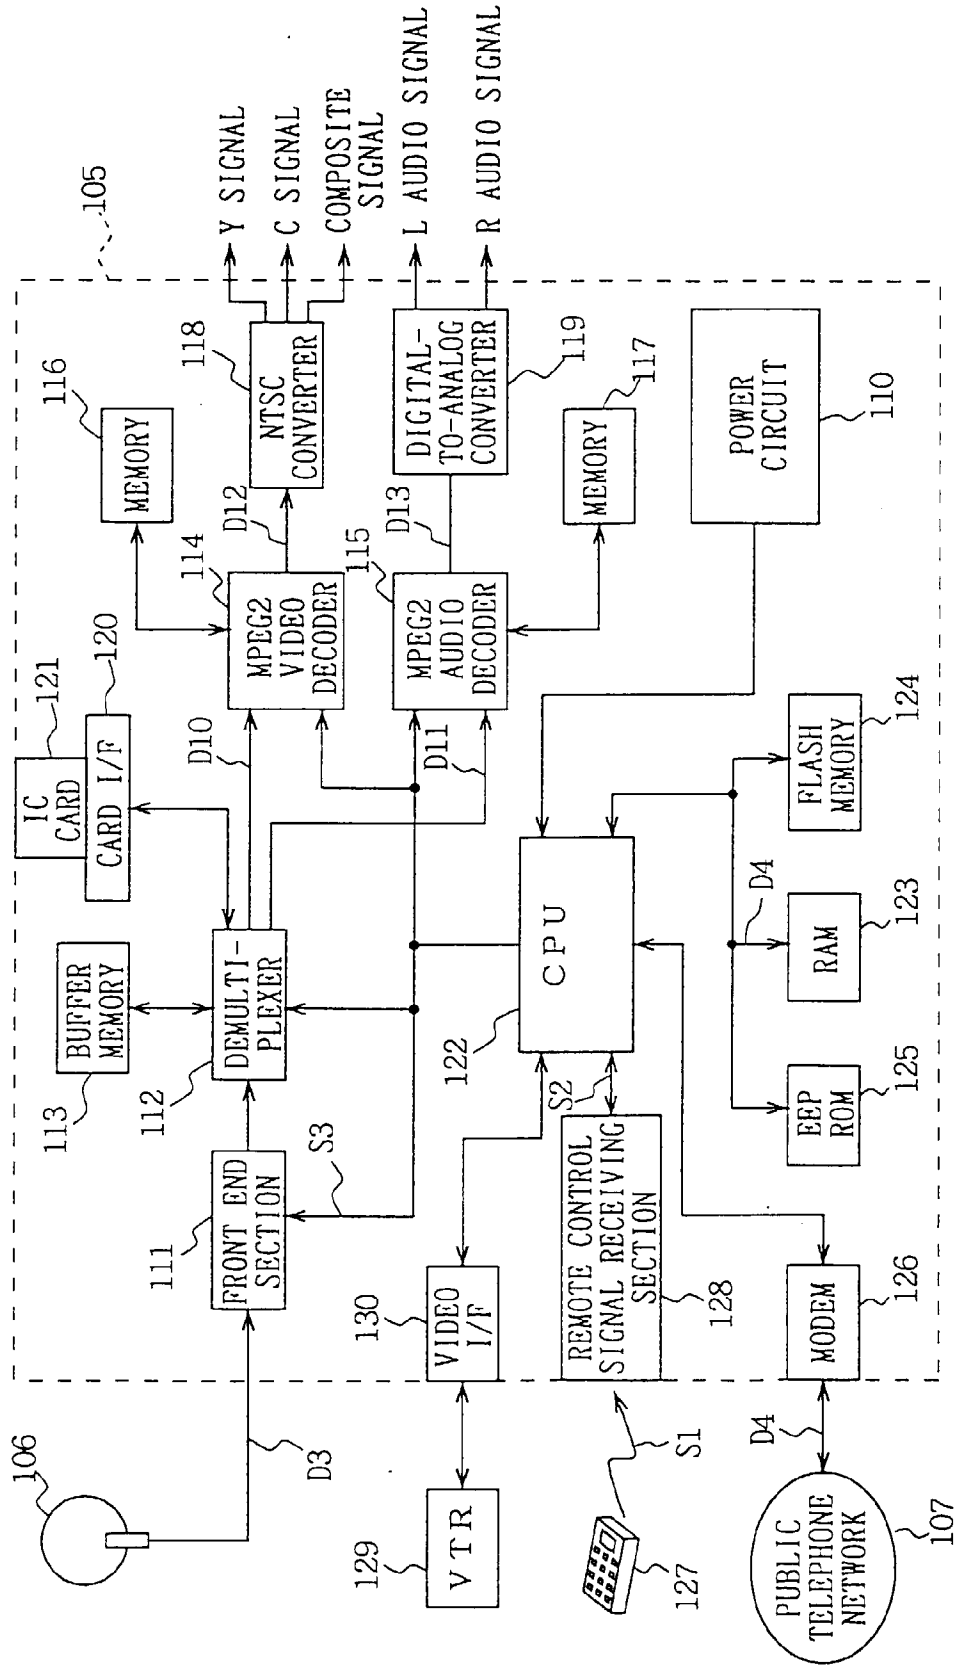 105
106
D3
111
FRONT END
SECTION
S3
113
BUFFER
MEMORY
112
DEMULTI-
PLEXER
121
IC
CARD
120
CARD I/F
D10
D11
116
MEMORY
114
MPEG2
VIDEO
DECODER
D12
118
NTSC
CONVERTER
Y SIGNAL
C SIGNAL
COMPOSITE
SIGNAL
115
MPEG2
AUDIO
DECODER
D13
DIGITAL-
TO-ANALOG
CONVERTER
119
L AUDIO SIGNAL
R AUDIO SIGNAL
MEMORY
117
129
VTR
130
VIDEO
I/F
122
CPU
S2
REMOTE CONTROL
SIGNAL RECEIVING
SECTION
128
S1
127
POWER
CIRCUIT
110
FLASH
MEMORY
124
D4
RAM
123
EEP
ROM
125
MODEM
126
D4
PUBLIC
TELEPHONE
NETWORK
107